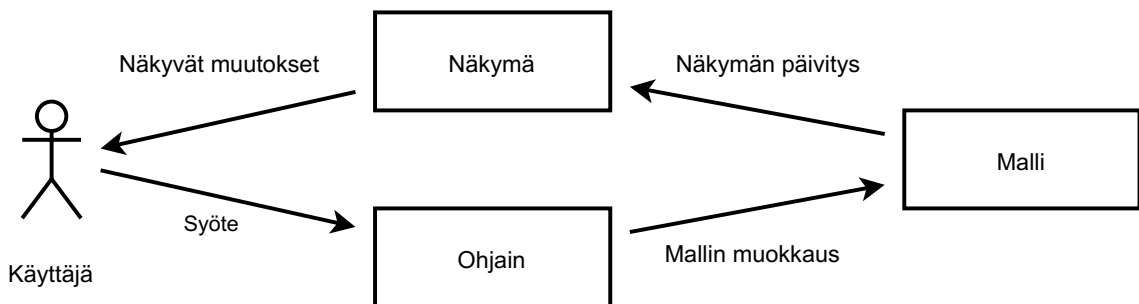 Näkyvät muutokset
Näkymä
Näkymän päivitys
Malli
Syöte
Ohjain
Mallin muokkaus
Käyttäjä